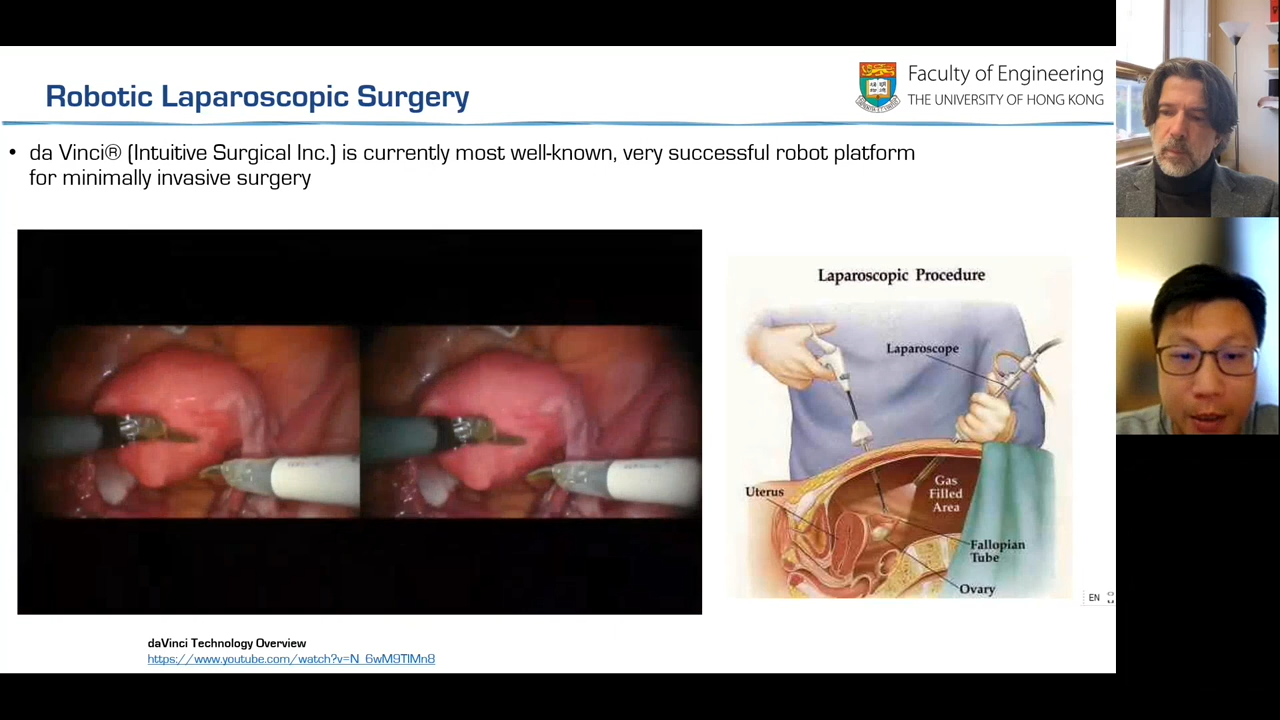 Robotic Laparoscopic Surgery
Faculty of Engineering
THE UNIVERSITY OF HONG KONG
• da Vinci® (Intuitive Surgical Inc.) is currently most well-known, very successful robot platform
for minimally invasive surgery
Laparoscopic Procedure
Laparoscope
Uterus
Gas
Filled
Area
Fallopian
Tube
Ovary
EN
daVinci Technology Overview
https://www.youtube.com/watch?v=N_6wM9TIMn8